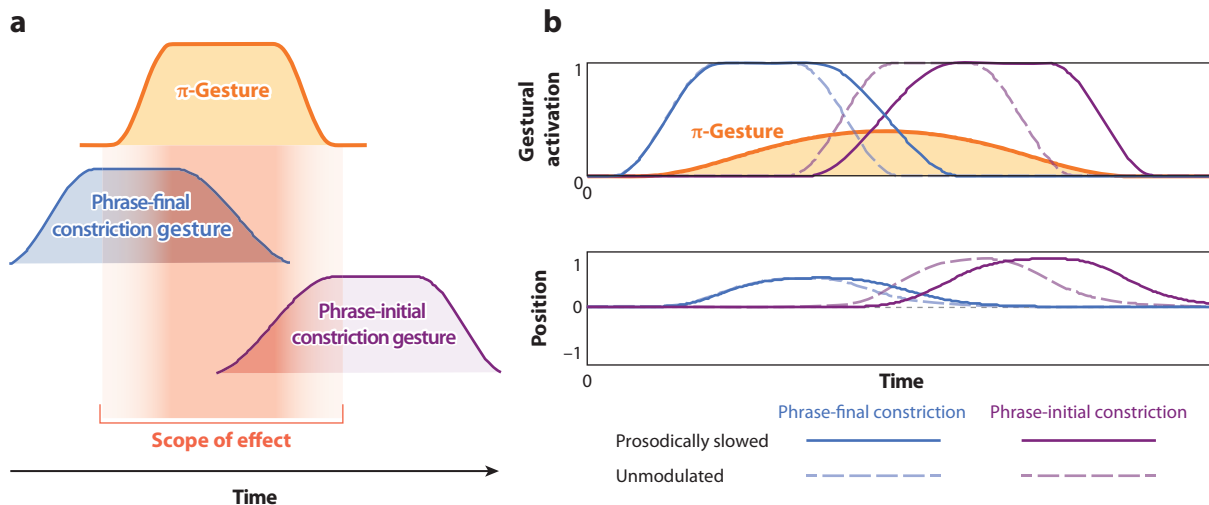 a
π-Gesture
Phrase-final
constriction gesture
Phrase-initial
constriction gesture
Scope of effect
Time
b
Gestural
activation
1
0
0
π-Gesture
Position
1
0
−1
0
Time
Phrase-final constriction
Phrase-initial constriction
Prosodically slowed
Unmodulated